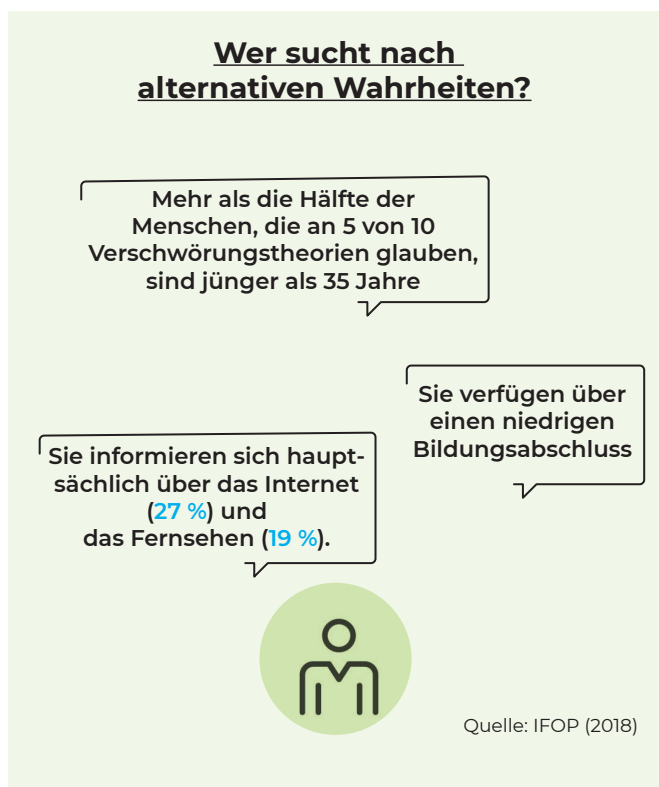 Wer sucht nach
alternativen Wahrheiten?
Mehr als die Hälfte der
Menschen, die an 5 von 10
Verschwörungstheorien glauben,
sind jünger als 35 Jahre
Sie verfügen über
einen niedrigen
Bildungsabschluss
Sie informieren sich haupt-
sächlich über das Internet
(27 %) und
das Fernsehen (19 %).
Quelle: IFOP (2018)